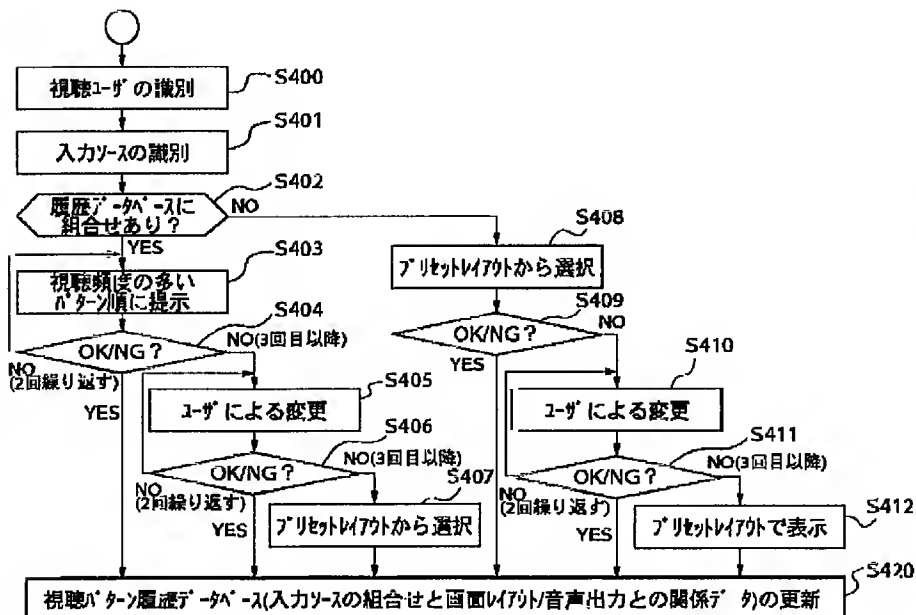 S400
視聴ユーザの識別
S401
入力ソースの識別
S402
履歴データベースに
組合せあり？
NO
YES
S403
視聴頻度の多い
パターン順に提示
S404
OK/NG？
NO(3回目以降)
NO
(2回繰り返す)
YES
S405
ユーザによる変更
S406
OK/NG？
NO(3回目以降)
NO
(2回繰り返す)
YES
S407
プリセットレイアウトから選択
S408
プリセットレイアウトから選択
S409
OK/NG？
NO
YES
S410
ユーザによる変更
S411
OK/NG？
NO(3回目以降)
NO
(2回繰り返す)
YES
S412
プリセットレイアウトで表示
S420
視聴パターン履歴データベース(入力ソースの組合せと画面レイアウト/音声出力との関係データ)の更新